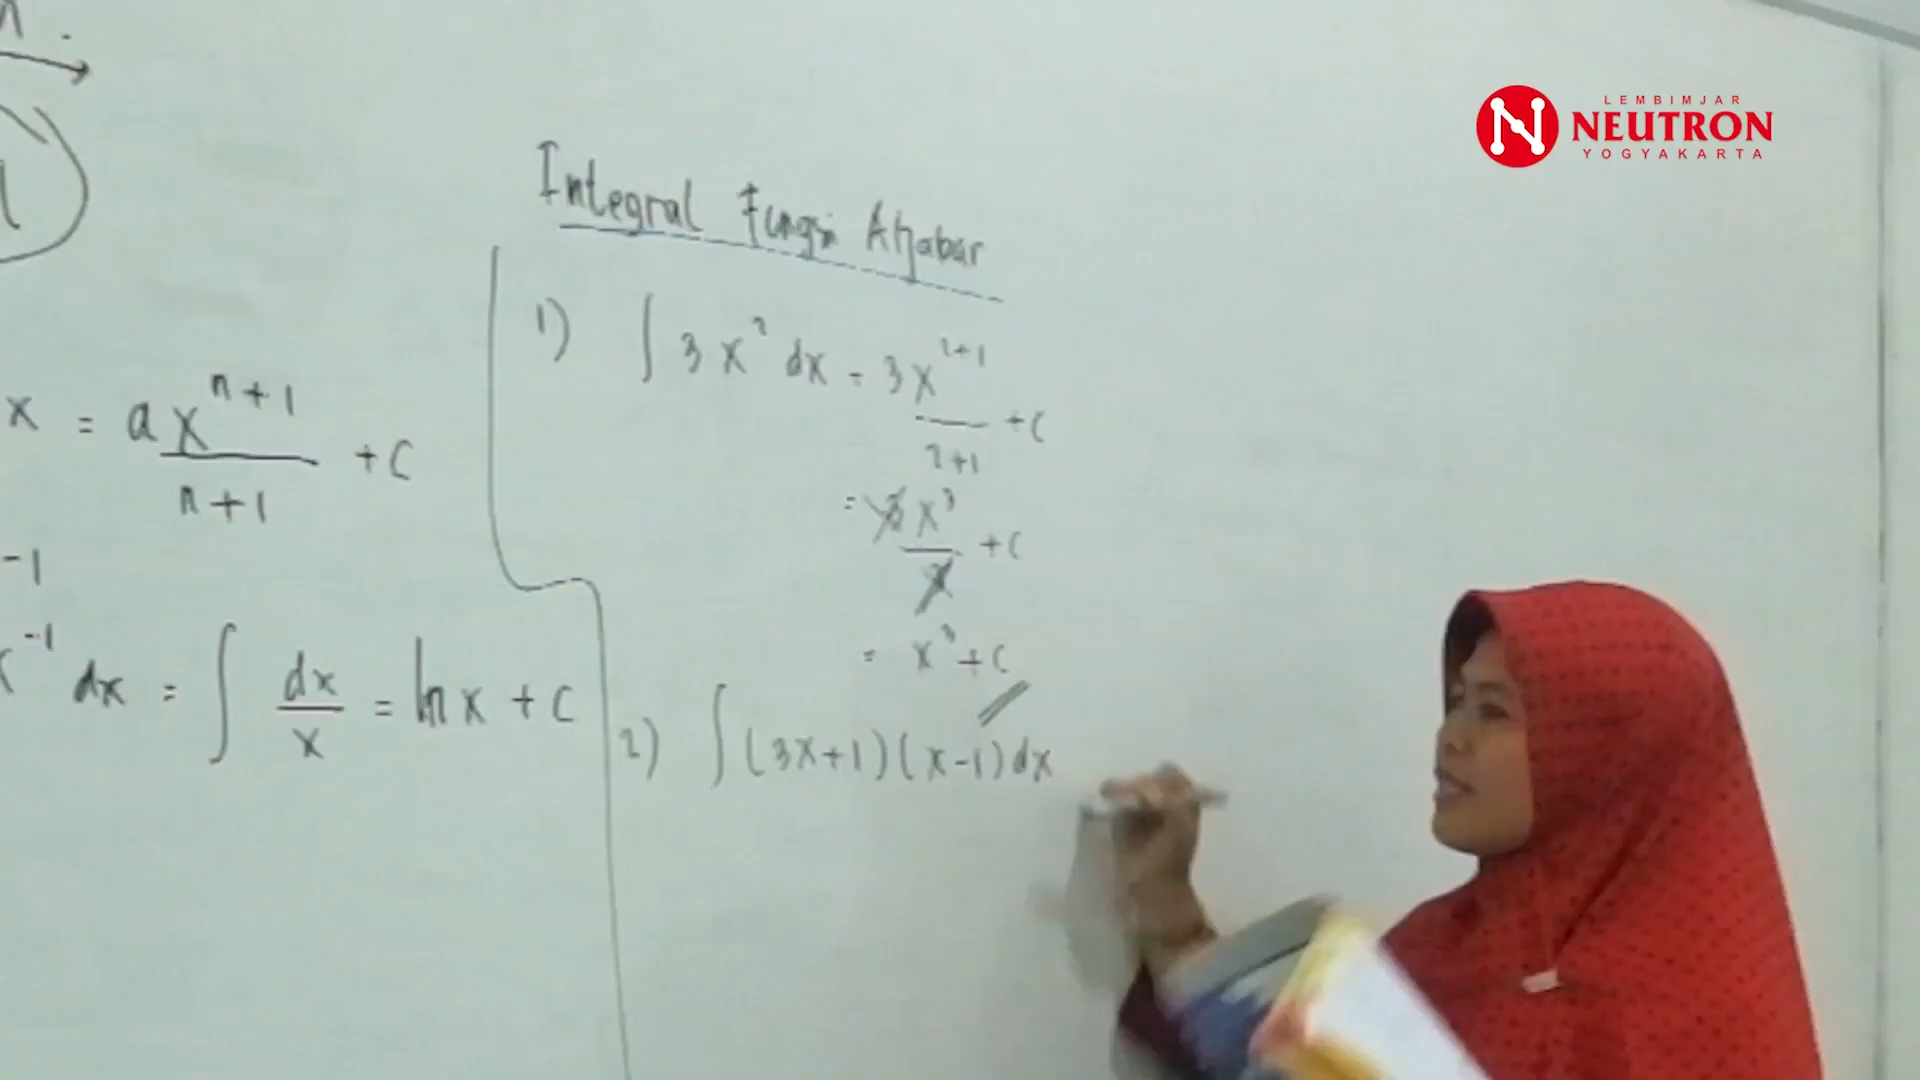 n.
x = ax^{n+1}/(n+1) + C
-1
x^{-1} dx = ∫ dx/x = ln x + C
Integral Fungsi Aljabar
1) ∫ 3x² dx = 3x^{2+1}/(2+1) + C
= 3x³/3 + C
= x³ + C
2) ∫ (3x+1)(x-1) dx
LEMBIMJAR
NEUTRON
YOGYAKARTA